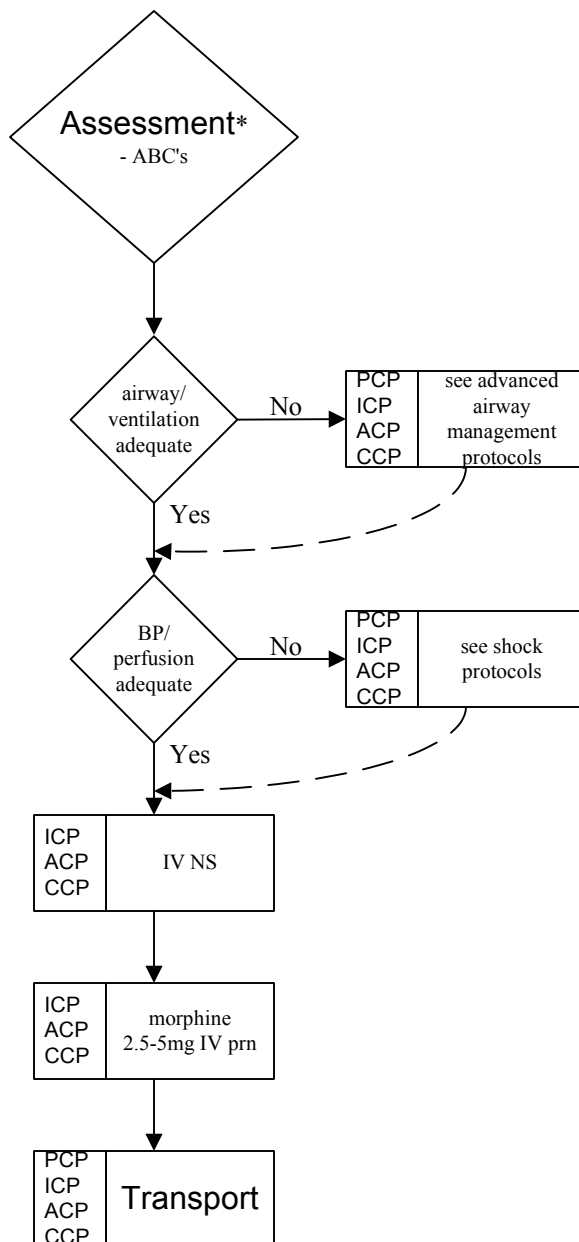 Assessment*
- ABC's
airway/
ventilation
adequate
No
PCP
ICP
ACP
CCP
see advanced
airway
management
protocols
Yes
BP/
perfusion
adequate
No
PCP
ICP
ACP
CCP
see shock
protocols
Yes
ICP
ACP
CCP
IV NS
ICP
ACP
CCP
morphine
2.5-5mg IV prn
PCP
ICP
ACP
CCP
Transport